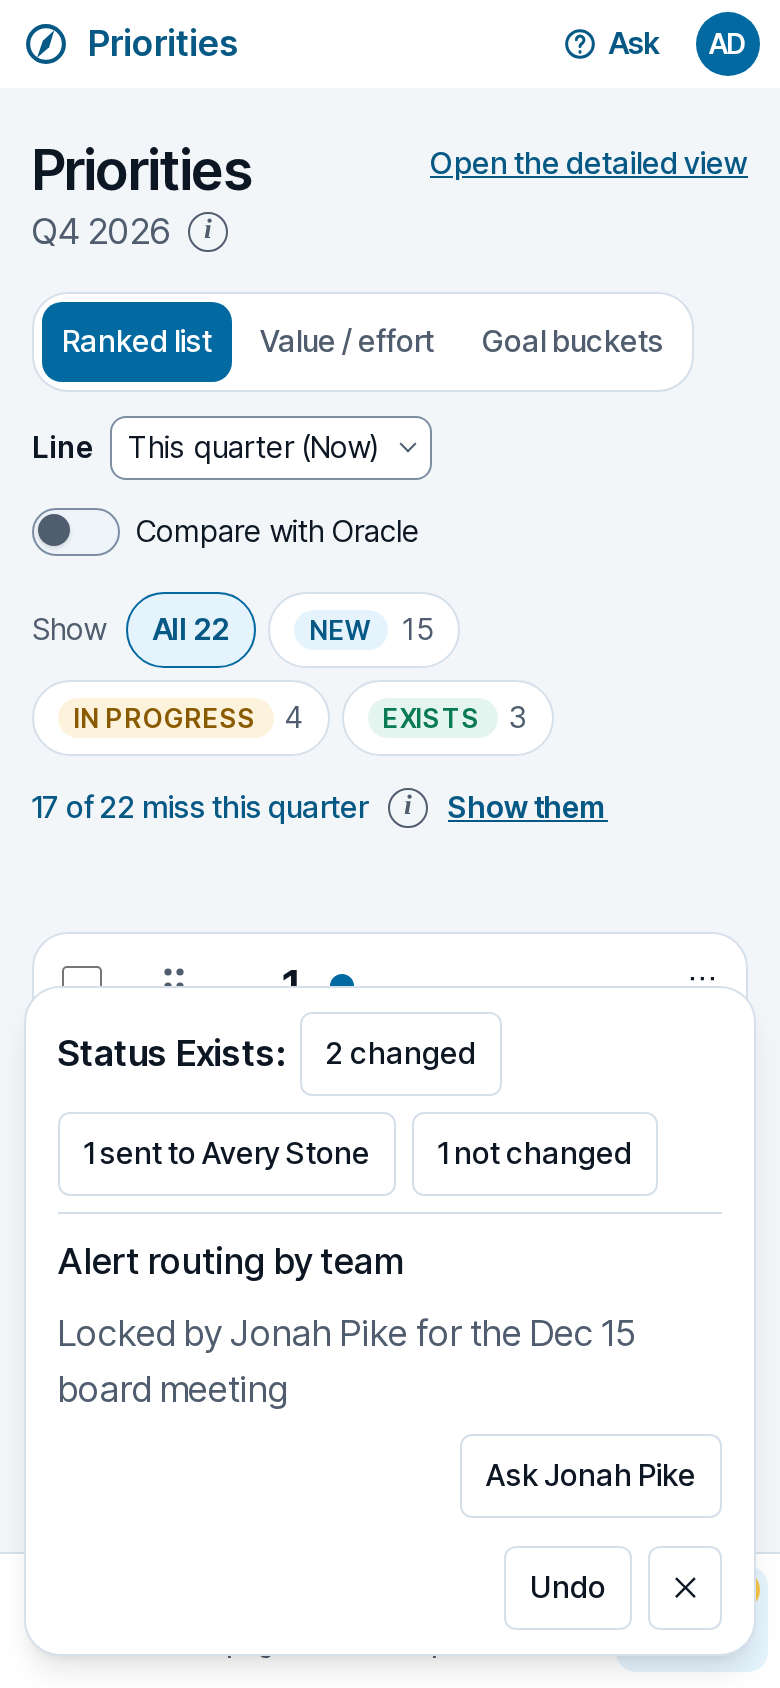 Priorities
Ask
AD
Priorities
Open the detailed view
Q4 2026
i
Ranked list
Value / effort
Goal buckets
Line
This quarter (Now)
Compare with Oracle
Show
All 22
NEW 15
IN PROGRESS 4
EXISTS 3
17 of 22 miss this quarter
i
Show them
1
...
Status Exists:
2 changed
1 sent to Avery Stone
1 not changed
Alert routing by team
Locked by Jonah Pike for the Dec 15
board meeting
Ask Jonah Pike
Undo